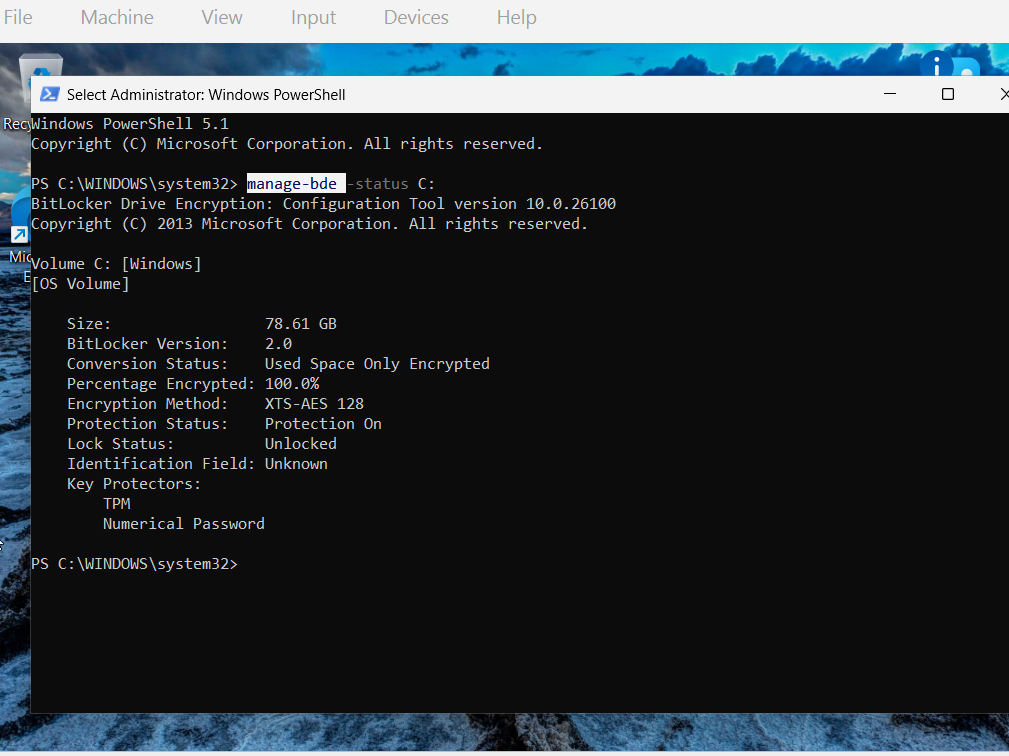 File Machine View Input Devices Help
Select Administrator: Windows PowerShell
Rec
Windows PowerShell 5.1
Copyright (C) Microsoft Corporation. All rights reserved.
PS C:\WINDOWS\system32> manage-bde -status C:
BitLocker Drive Encryption: Configuration Tool version 10.0.26100
Copyright (C) 2013 Microsoft Corporation. All rights reserved.
Mic
E
Volume C: [Windows]
[OS Volume]
Size: 78.61 GB
BitLocker Version: 2.0
Conversion Status: Used Space Only Encrypted
Percentage Encrypted: 100.0%
Encryption Method: XTS-AES 128
Protection Status: Protection On
Lock Status: Unlocked
Identification Field: Unknown
Key Protectors:
TPM
Numerical Password
PS C:\WINDOWS\system32>